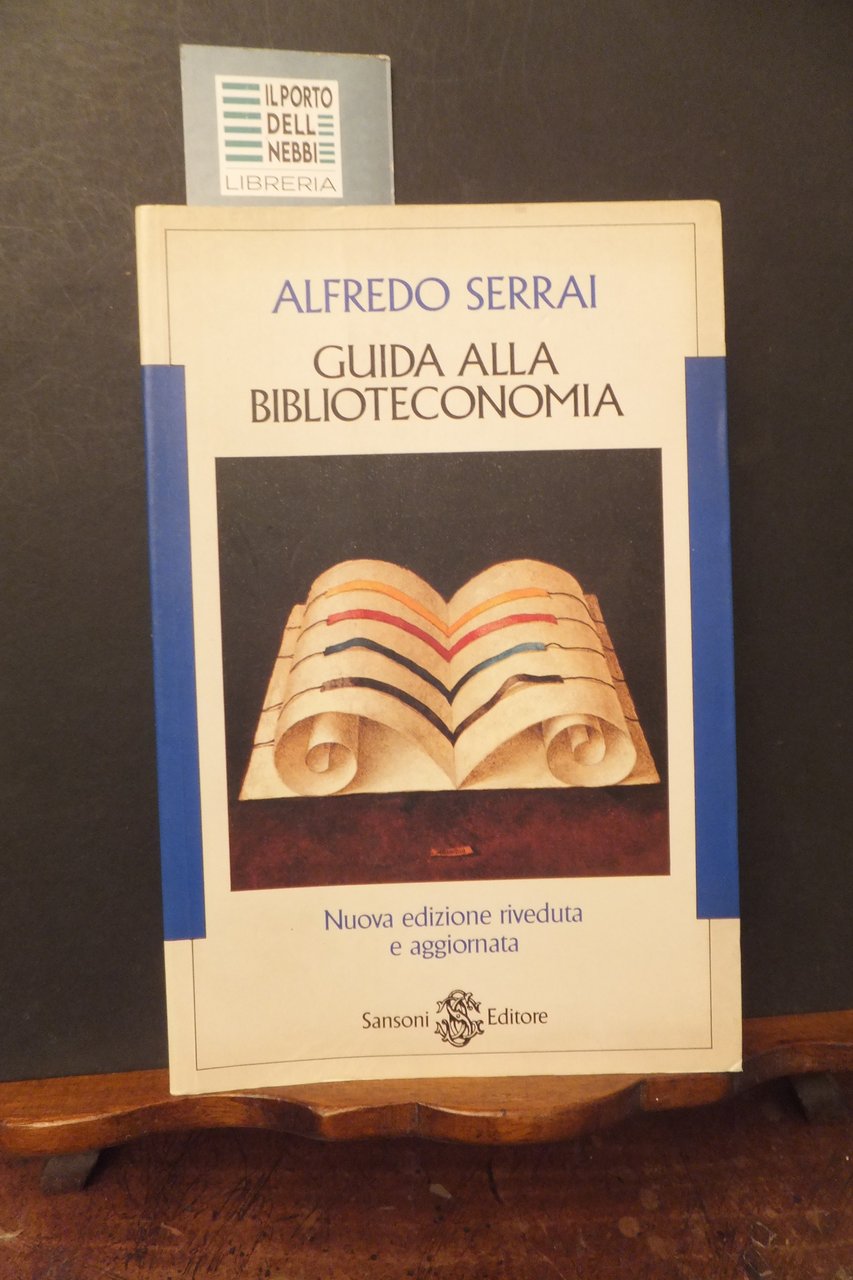 IL PORTO
DELL
NEBBI
LIBRERIA
ALFREDO SERRAI
GUIDA ALLA
BIBLIOTECONOMIA
Nuova edizione riveduta
e aggiornata
Sansoni Editore